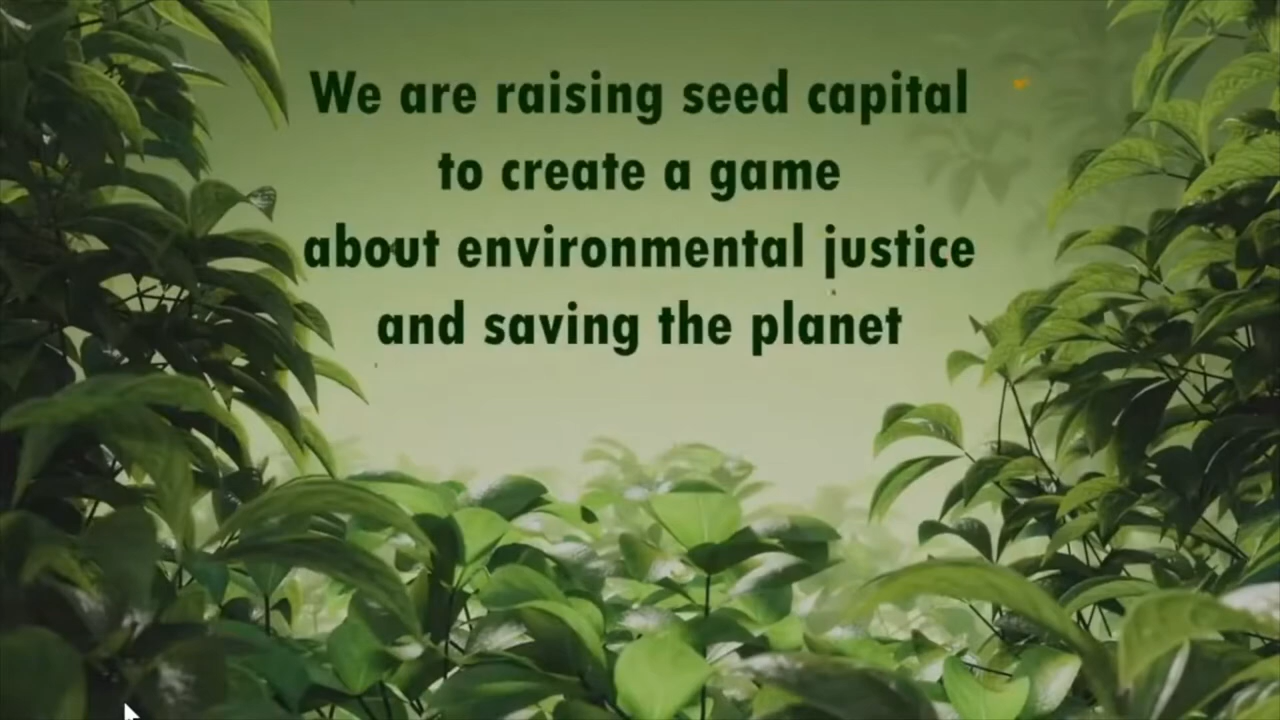 We are raising seed capital
to create a game
about environmental justice
and saving the planet